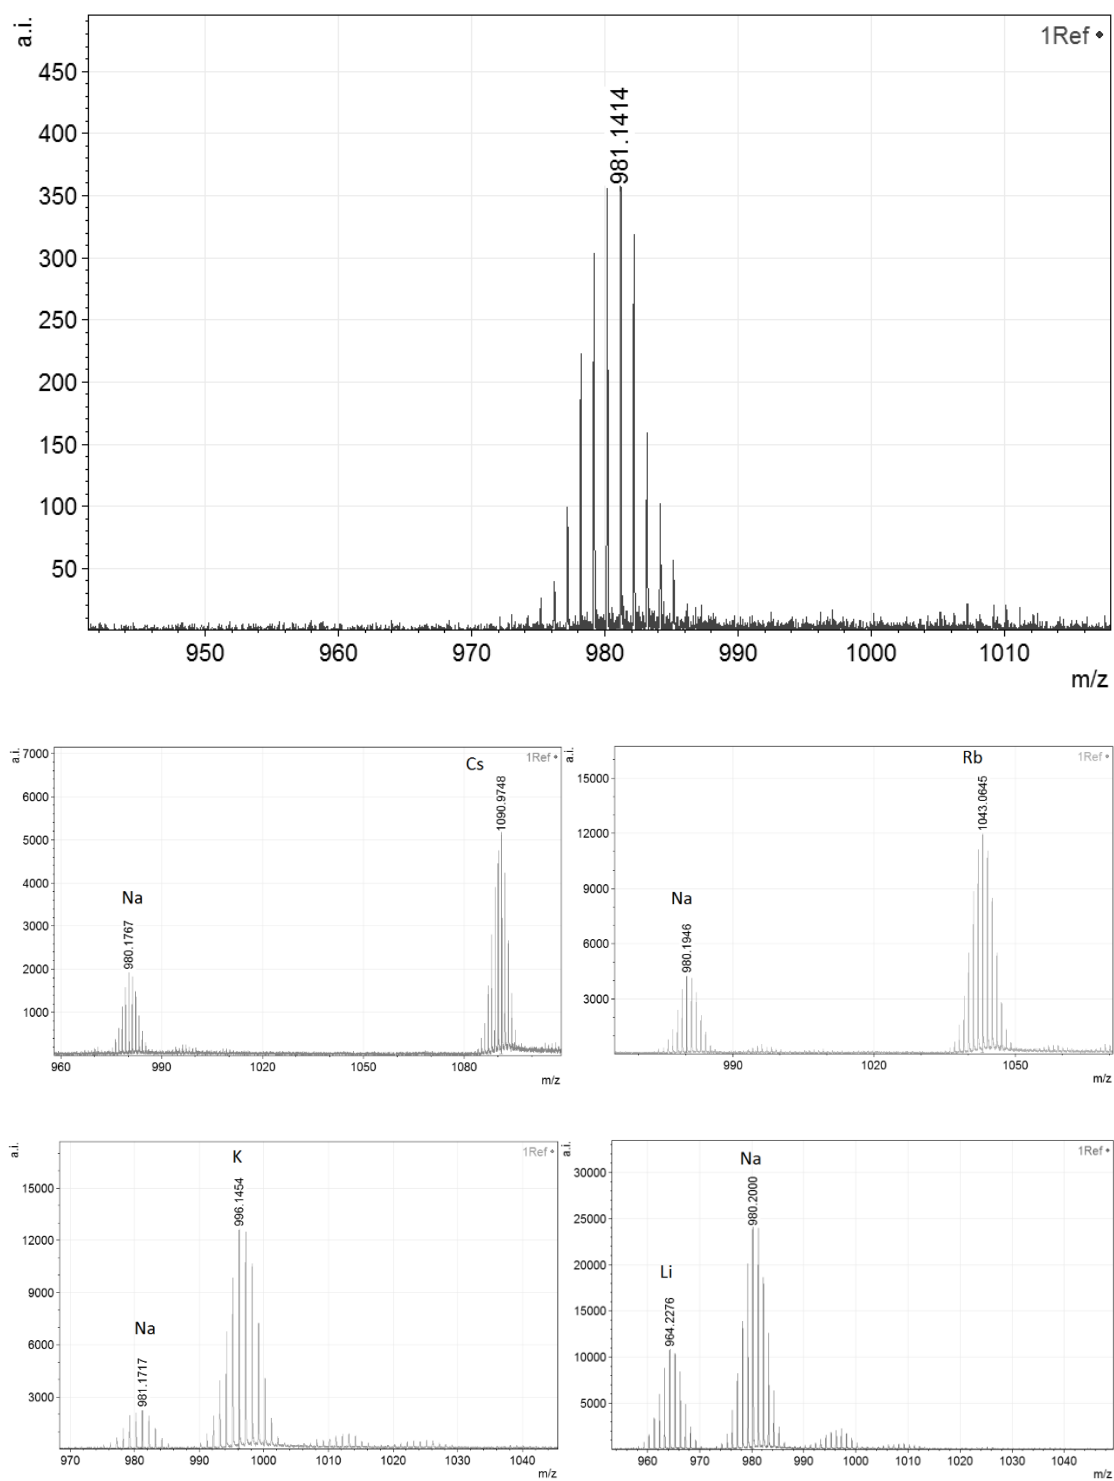 a.i.
1Ref
981.1414
450
400
350
300
250
200
150
100
50
950 960 970 980 990 1000 1010
m/z
a.i.
1Ref
Cs
7000
6000
5000
4000
3000
2000
1000
1090.9748
Na
980.1767
960 990 1020 1050 1080
m/z
a.i.
1Ref
Rb
15000
12000
9000
6000
3000
1043.0645
Na
980.1946
990 1020 1050
m/z
a.i.
1Ref
K
15000
12000
9000
6000
3000
996.1454
Na
981.1717
970 980 990 1000 1010 1020 1030 1040
m/z
a.i.
1Ref
Na
30000
25000
20000
15000
10000
5000
980.2000
Li
964.2276
960 970 980 990 1000 1010 1020 1030 1040
m/z